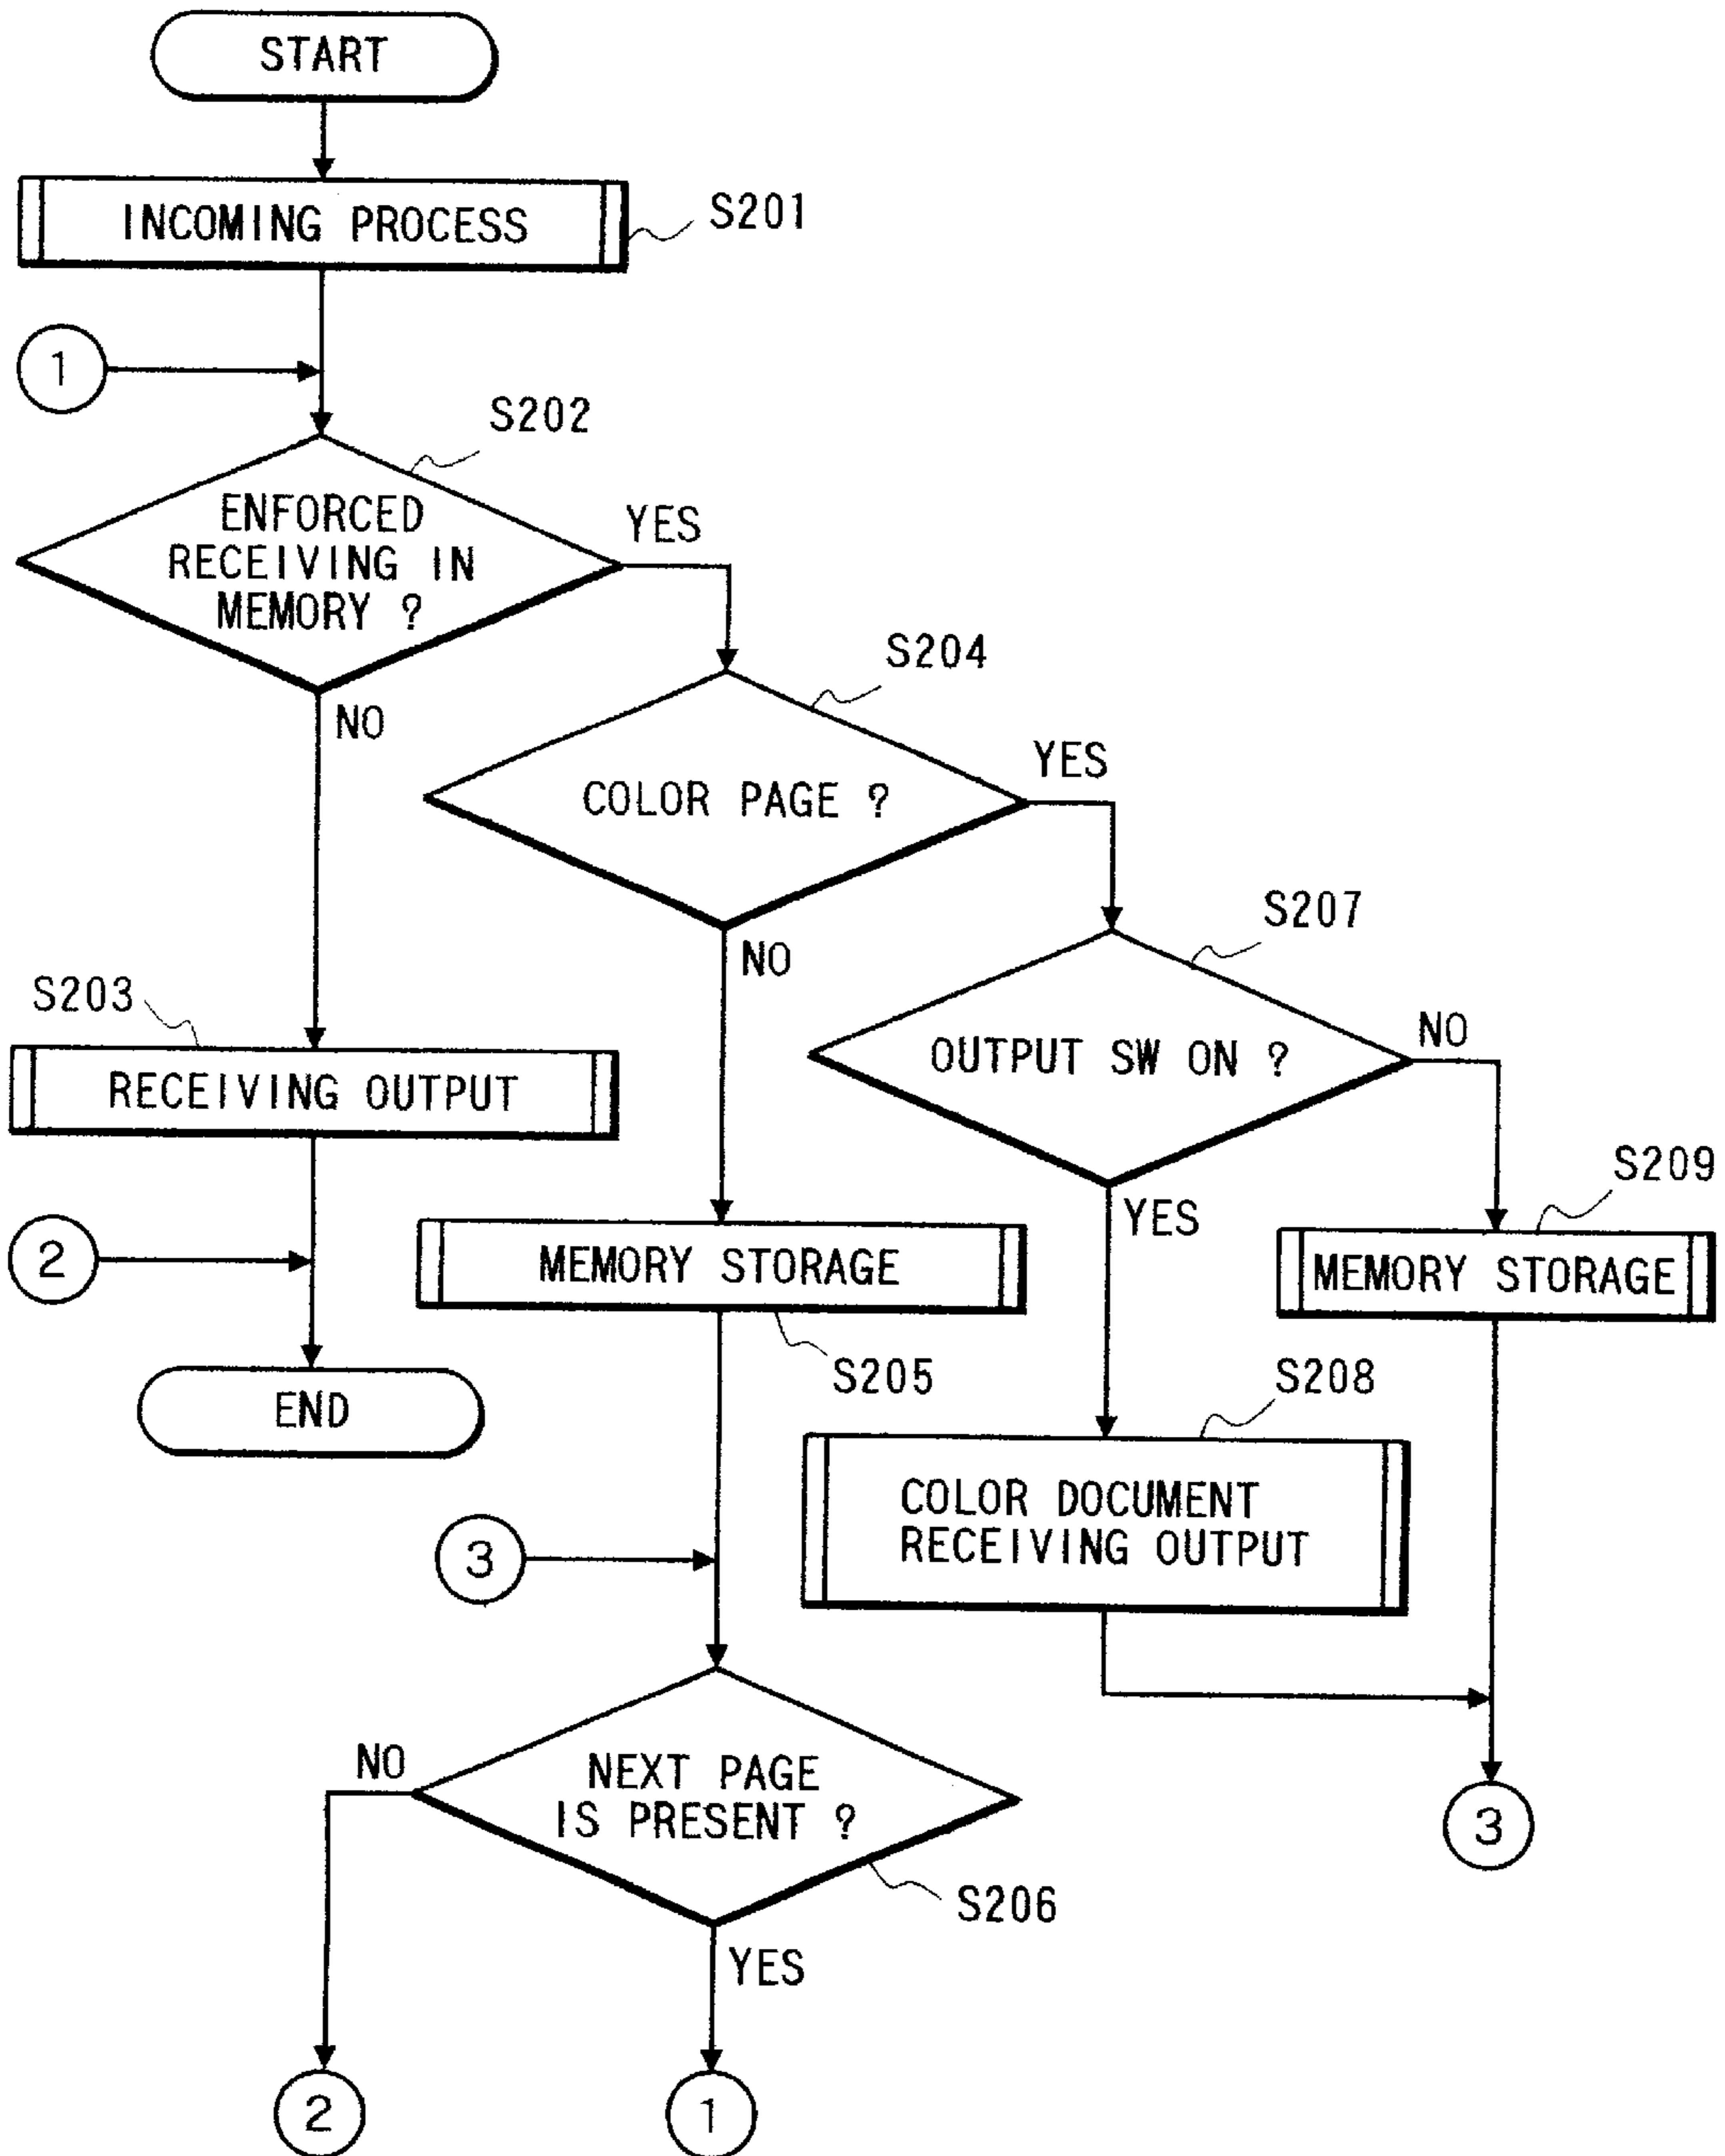 START
INCOMING PROCESS
S201
1
S202
ENFORCED
RECEIVING IN
MEMORY ?
YES
NO
S204
COLOR PAGE ?
YES
NO
S207
OUTPUT SW ON ?
NO
YES
S203
RECEIVING OUTPUT
2
END
MEMORY STORAGE
S205
S209
MEMORY STORAGE
S208
COLOR DOCUMENT
RECEIVING OUTPUT
3
NEXT PAGE
IS PRESENT ?
NO
S206
YES
3
2
1